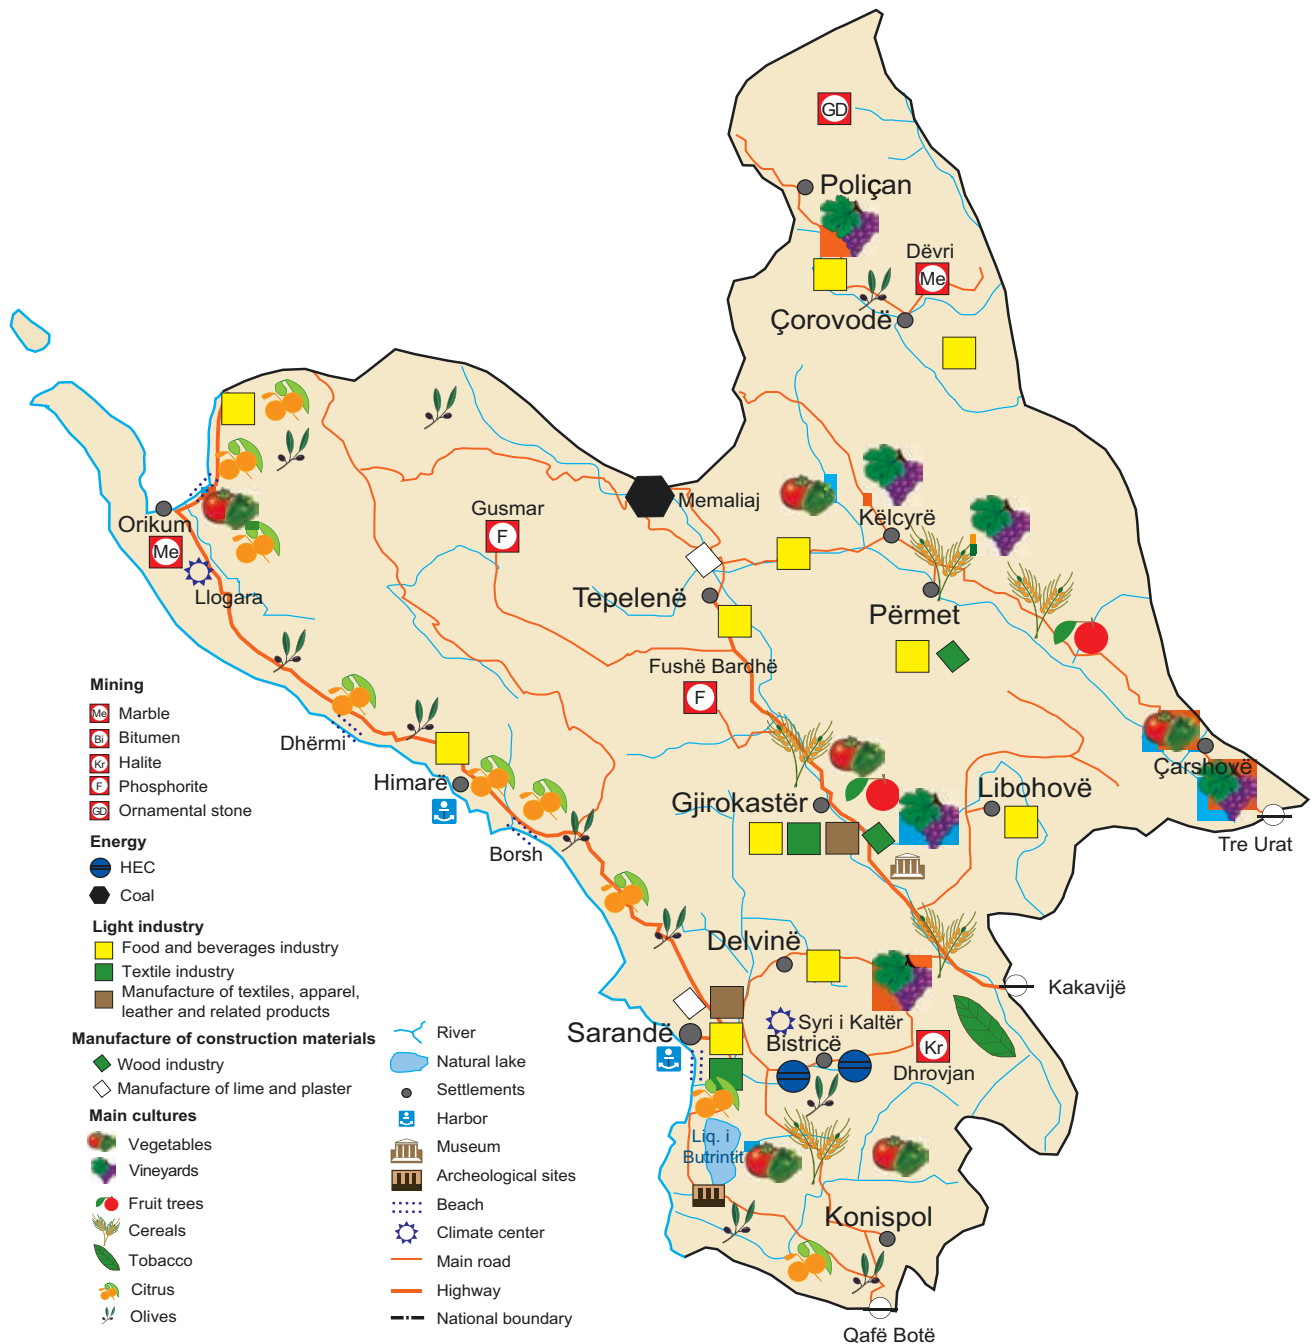 GD
Poliçan
Dëvri
Me
Çorovodë
Gusmar
F
Memaliaj
Orikum
Me
Llogara
Këlcyrë
Tepelenë
Përmet
Fushë Bardhë
F
Dhërmi
Himarë
Borsh
Gjirokastër
Libohovë
Çarshovë
Tre Urat
Delvinë
Kakavijë
Sarandë
Syri i Kaltër
Bistricë
Kr
Dhrovjan
Liq. i
Butrintit
Konispol
Qafë Botë
Mining
Me Marble
Bi Bitumen
Kr Halite
F Phosphorite
GD Ornamental stone
Energy
HEC
Coal
Light industry
Food and beverages industry
Textile industry
Manufacture of textiles, apparel,
leather and related products
Manufacture of construction materials
Wood industry
Manufacture of lime and plaster
Main cultures
Vegetables
Vineyards
Fruit trees
Cereals
Tobacco
Citrus
Olives
River
Natural lake
Settlements
Harbor
Museum
Archeological sites
Beach
Climate center
Main road
Highway
National boundary